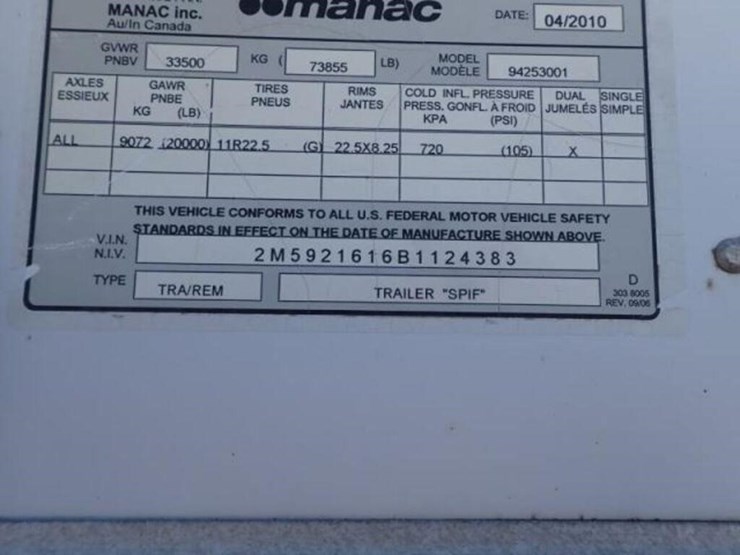 MANAC inc.
Au/In Canada
manac
DATE: 04/2010
GVWR
PNBV 33500 KG ( 73855 LB)
MODEL
MODÈLE 94253001
AXLES
ESSIEUX
GAWR
PNBE
KG (LB)
TIRES
PNEUS
RIMS
JANTES
COLD INFL. PRESSURE
PRESS. GONFL. À FROID
KPA (PSI)
DUAL
JUMELÉS
SINGLE
SIMPLE
ALL 9072 (20000) 11R22.5 (G) 22.5X8.25 720 (105) X
THIS VEHICLE CONFORMS TO ALL U.S. FEDERAL MOTOR VEHICLE SAFETY
STANDARDS IN EFFECT ON THE DATE OF MANUFACTURE SHOWN ABOVE.
V.I.N.
N.I.V. 2M5921616B1124383
TYPE TRA/REM TRAILER "SPIF"
D
303 8005
REV. 09/06